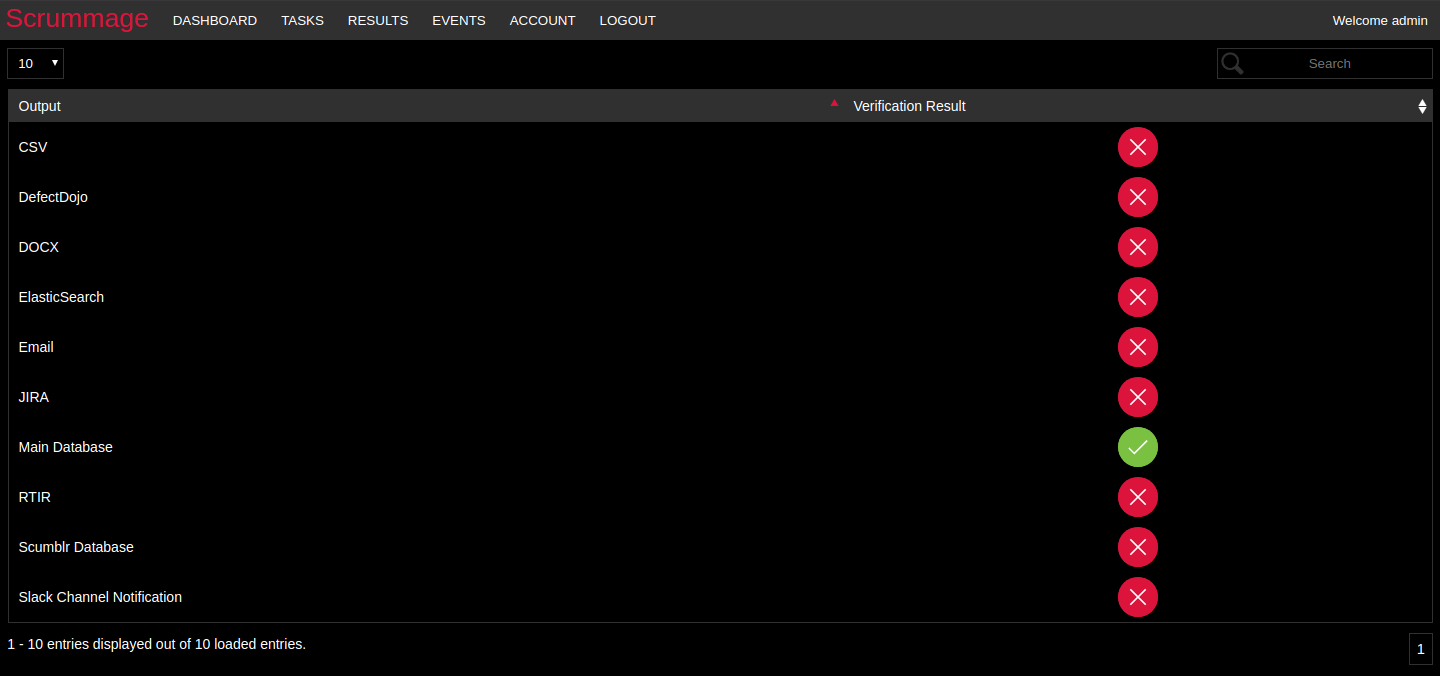 Scrummage DASHBOARD TASKS RESULTS EVENTS ACCOUNT LOGOUT Welcome admin
10 Search
Output Verification Result
CSV
DefectDojo
DOCX
ElasticSearch
Email
JIRA
Main Database
RTIR
Scumblr Database
Slack Channel Notification
1 - 10 entries displayed out of 10 loaded entries. 1